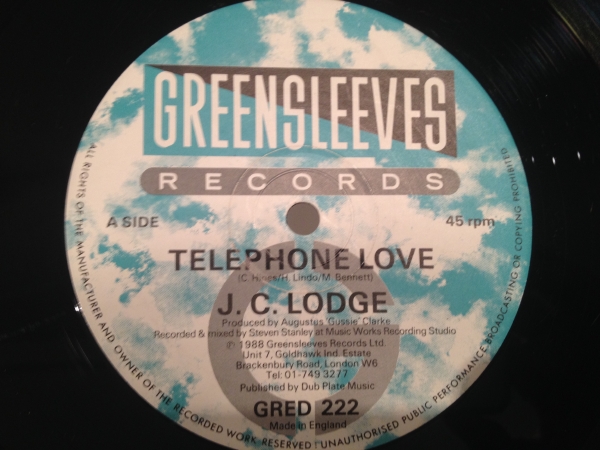 GREENSLEEVES
RECORDS
A SIDE
45 rpm
TELEPHONE LOVE
(C. Hines/H. Lindo/M. Bennett)
J. C. LODGE
Produced by Augustes 'Gussie' Clarke
Recorded & mixed by Steven Stanley at Music Works Recording Studio
℗ 1988 Greensleeves Records Ltd.
Unit 7, Goldhawk Ind. Estate
Brackenbury Road, London W6
Tel: 01-749 3277
Published by Dub Plate Music
GRED 222
Made in England
ALL RIGHTS OF THE MANUFACTURER AND OWNER OF THE RECORDED WORK RESERVED UNAUTHORISED PUBLIC PERFORMANCE BROADCASTING OR COPYING PROHIBITED